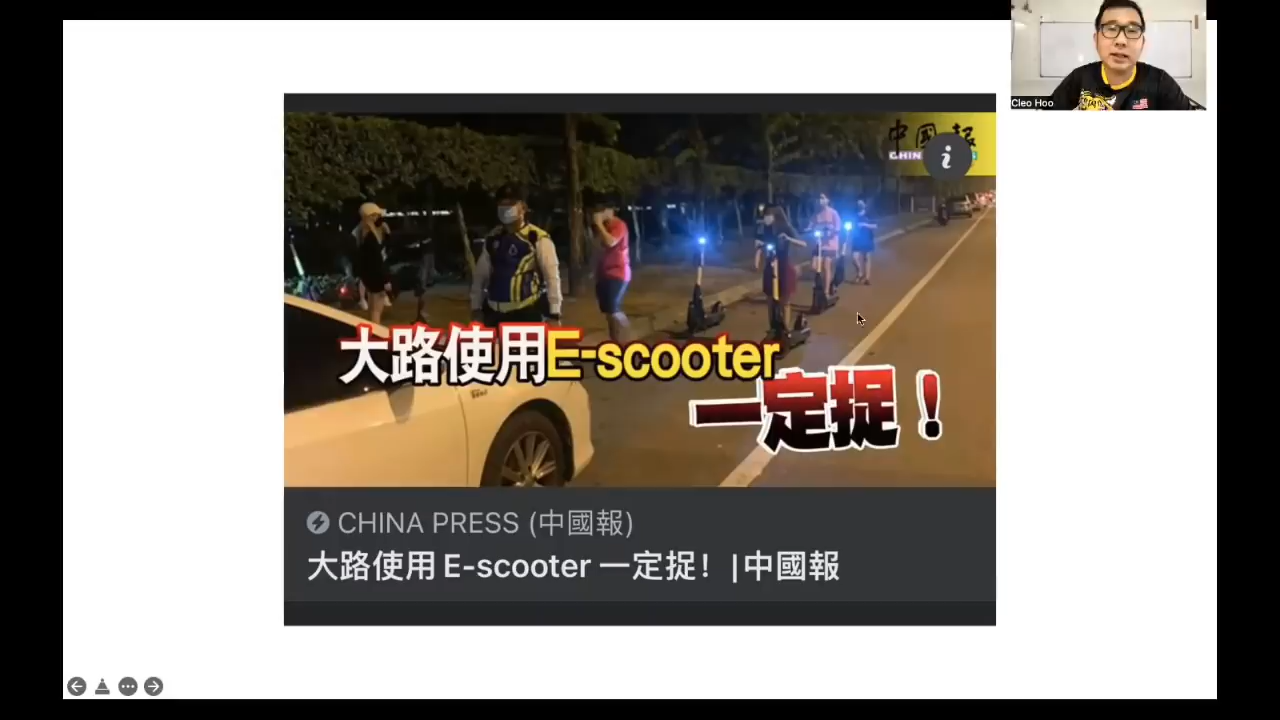 Cleo Hoo
中國報
CHIN
大路使用E-scooter
一定捉！
CHINA PRESS (中國報)
大路使用 E-scooter 一定捉！|中國報